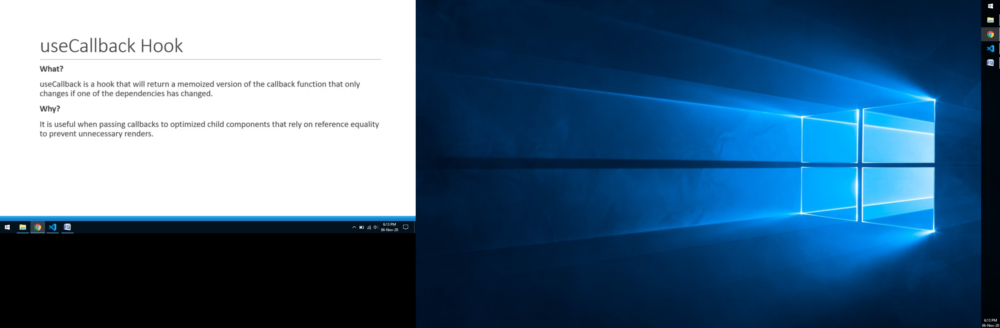 useCallback Hook
What?
useCallback is a hook that will return a memoized version of the callback function that only
changes if one of the dependencies has changed.
Why?
It is useful when passing callbacks to optimized child components that rely on reference equality
to prevent unnecessary renders.
6:13 PM
06-Nov-20
6:13 PM
06-Nov-20